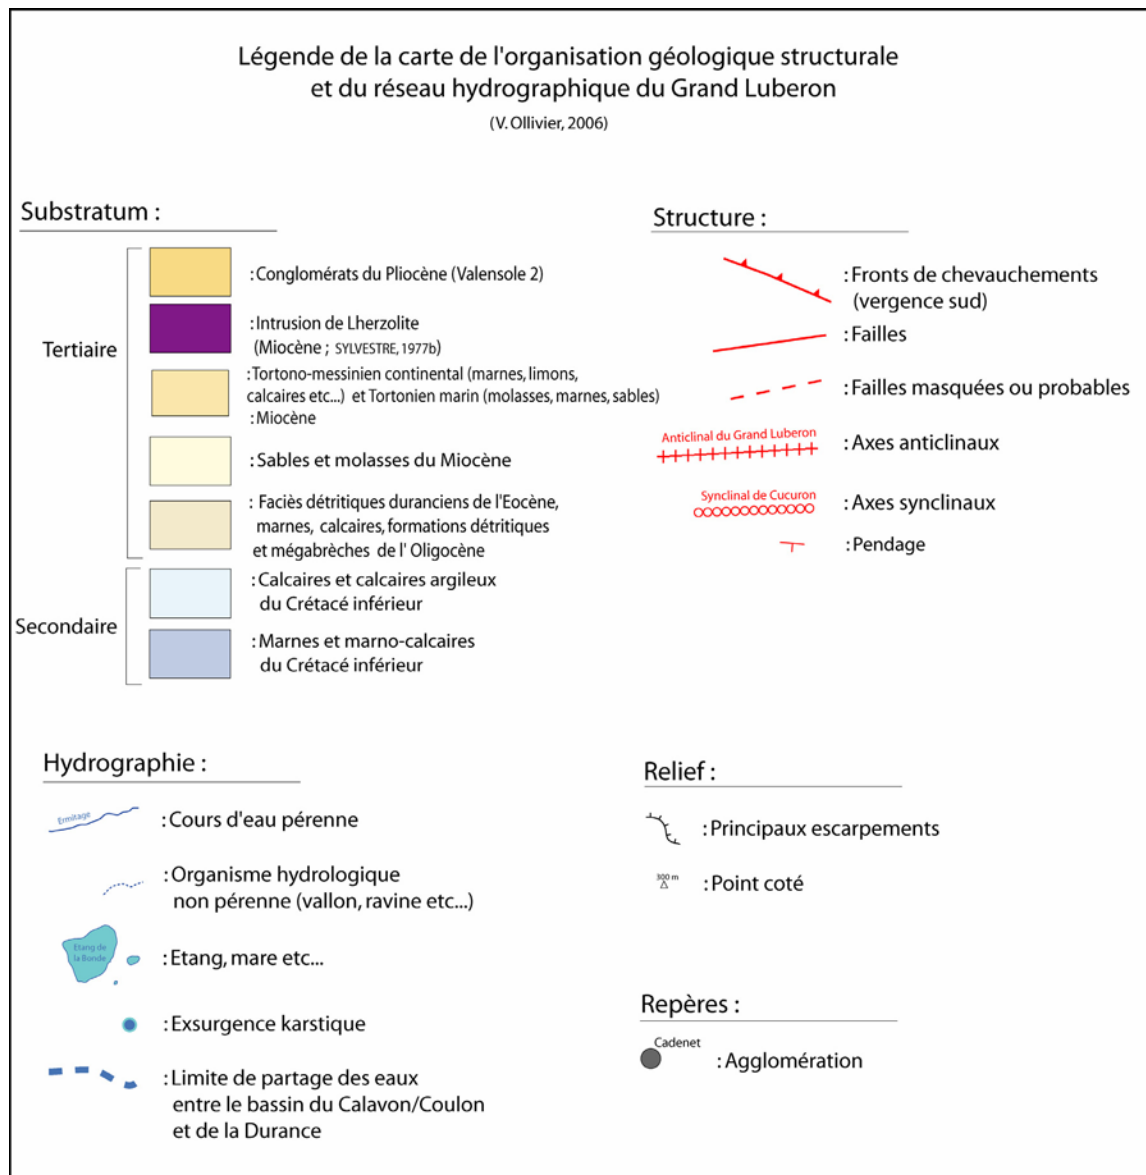 Légende de la carte de l'organisation géologique structurale
et du réseau hydrographique du Grand Luberon
(V. Ollivier, 2006)
Substratum :
Tertiaire
: Conglomérats du Pliocène (Valensole 2)
: Intrusion de Lherzolite
(Miocène ; SYLVESTRE, 1977b)
: Tortono-messinien continental (marnes, limons,
calcaires etc...) et Tortonien marin (molasses, marnes, sables)
: Miocène
: Sables et molasses du Miocène
: Faciès détritiques duranciens de l'Eocène,
marnes, calcaires, formations détritiques
et mégabrèches de l' Oligocène
Secondaire
: Calcaires et calcaires argileux
du Crétacé inférieur
: Marnes et marno-calcaires
du Crétacé inférieur
Structure :
: Fronts de chevauchements
(vergence sud)
: Failles
: Failles masquées ou probables
Anticlinal du Grand Luberon
: Axes anticlinaux
Synclinal de Cucuron
: Axes synclinaux
: Pendage
Hydrographie :
Ermitage
: Cours d'eau pérenne
: Organisme hydrologique
non pérenne (vallon, ravine etc...)
Etang de
la Bonde
: Etang, mare etc...
: Exsurgence karstique
: Limite de partage des eaux
entre le bassin du Calavon/Coulon
et de la Durance
Relief :
: Principaux escarpements
300 m
: Point coté
Repères :
Cadenet
: Agglomération